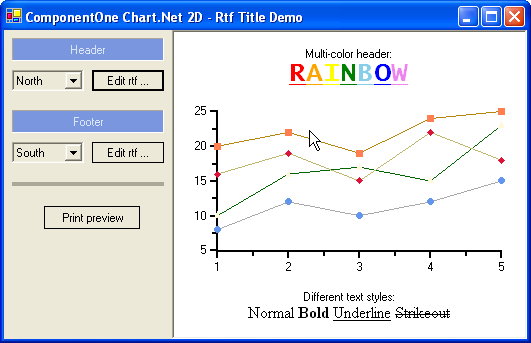 ComponentOne Chart.Net 2D - Rtf Title Demo
Header
North
Edit rtf ...
Footer
South
Edit rtf ...
Print preview
Multi-color header:
RAINBOW
25
20
15
10
5
1 2 3 4 5
Different text styles:
Normal Bold Underline Strikeout